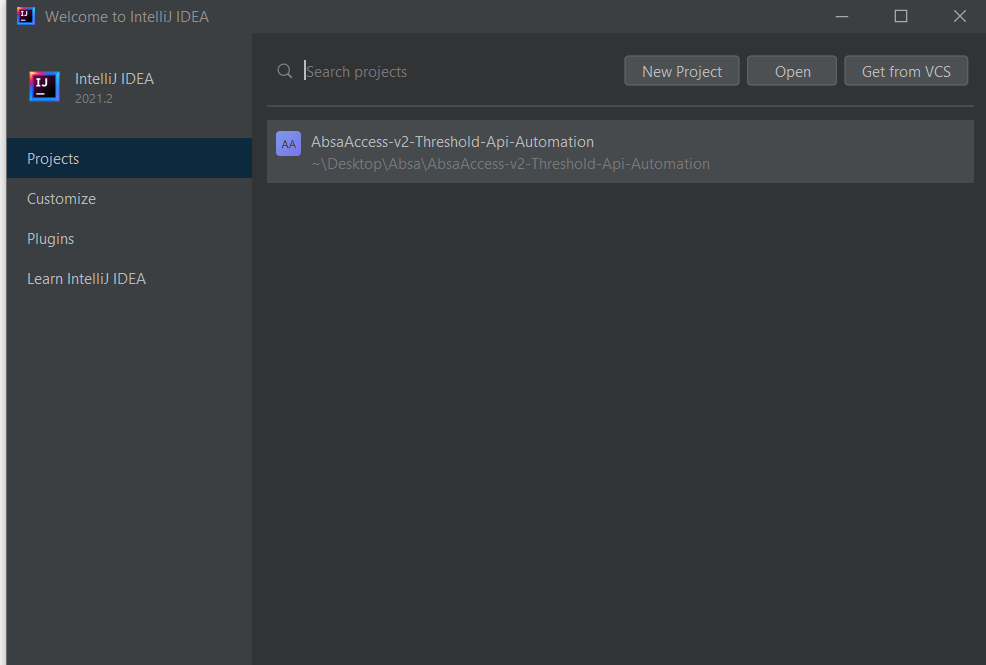 IJ Welcome to IntelliJ IDEA
IJ
IntelliJ IDEA
2021.2
Projects
Customize
Plugins
Learn IntelliJ IDEA
Search projects
New Project
Open
Get from VCS
AA
AbsaAccess-v2-Threshold-Api-Automation
~\Desktop\Absa\AbsaAccess-v2-Threshold-Api-Automation